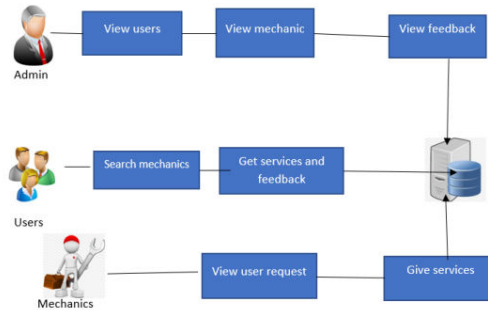 View users
View mechanic
View feedback
Admin
Search mechanics
Get services and
feedback
Users
View user request
Give services
Mechanics